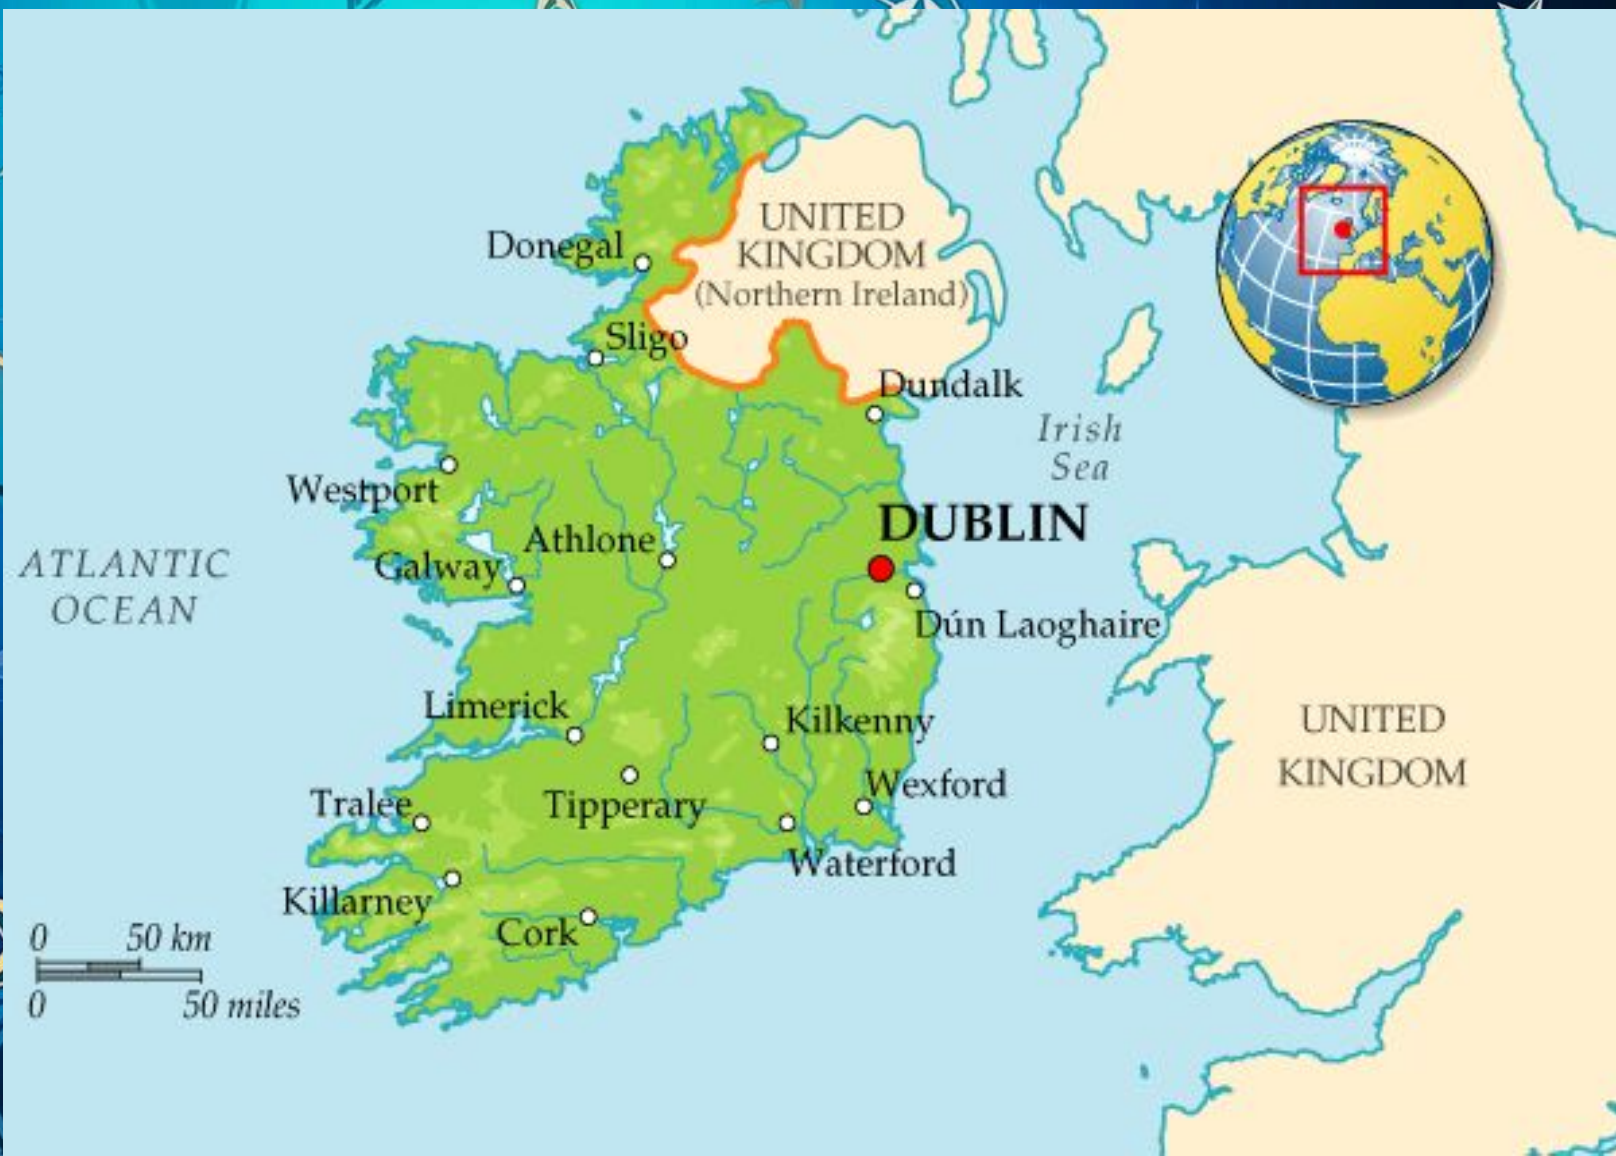 UNITED
KINGDOM
(Northern Ireland)
Donegal
Sligo
Dundalk
Irish
Sea
Westport
DUBLIN
Athlone
Galway
ATLANTIC
OCEAN
Dún Laoghaire
Limerick
Kilkenny
UNITED
KINGDOM
Wexford
Tralee
Tipperary
Waterford
Killarney
Cork
0 50 km
0 50 miles